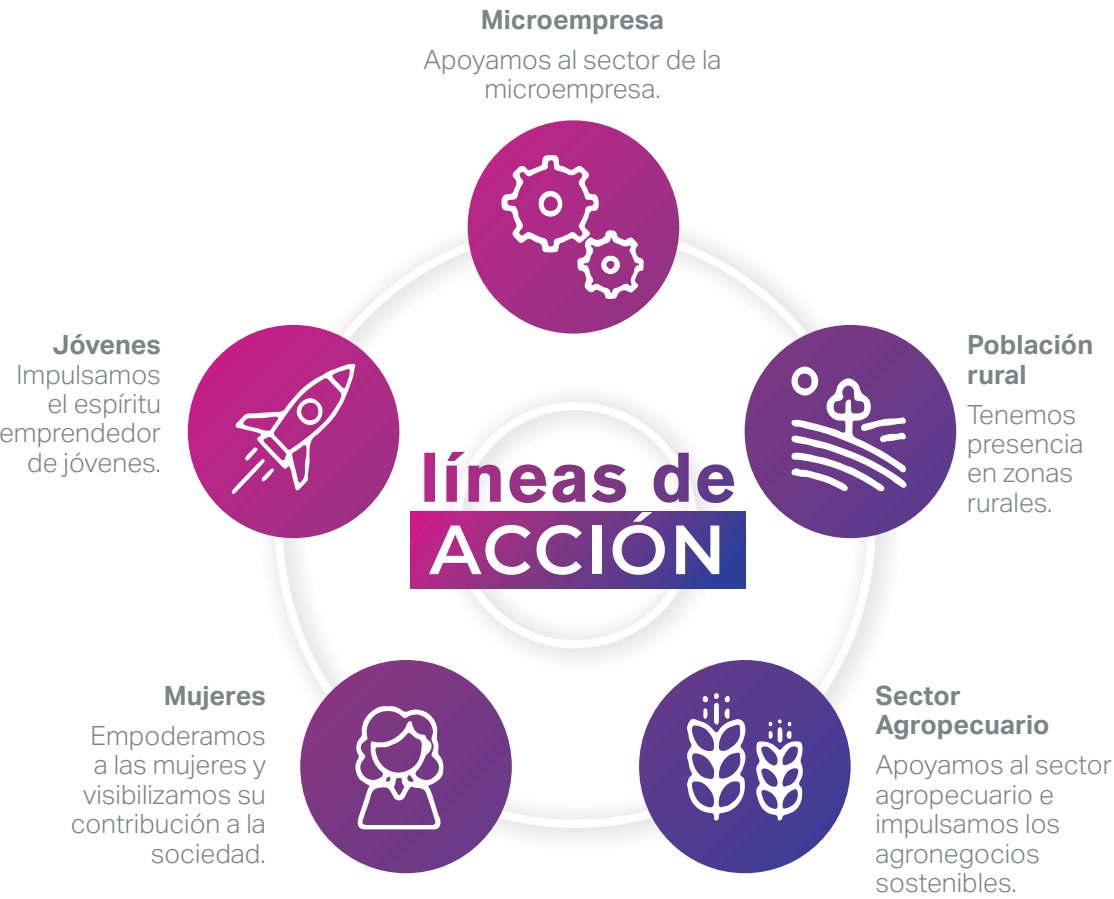 Microempresa
Apoyamos al sector de la
microempresa.
Jóvenes
Impulsamos
el espíritu
emprendedor
de jóvenes.
Población
rural
Tenemos
presencia
en zonas
rurales.
líneas de
ACCIÓN
Mujeres
Empoderamos
a las mujeres y
visibilizamos su
contribución a la
sociedad.
Sector
Agropecuario
Apoyamos al sector
agropecuario e
impulsamos los
agronegocios
sostenibles.